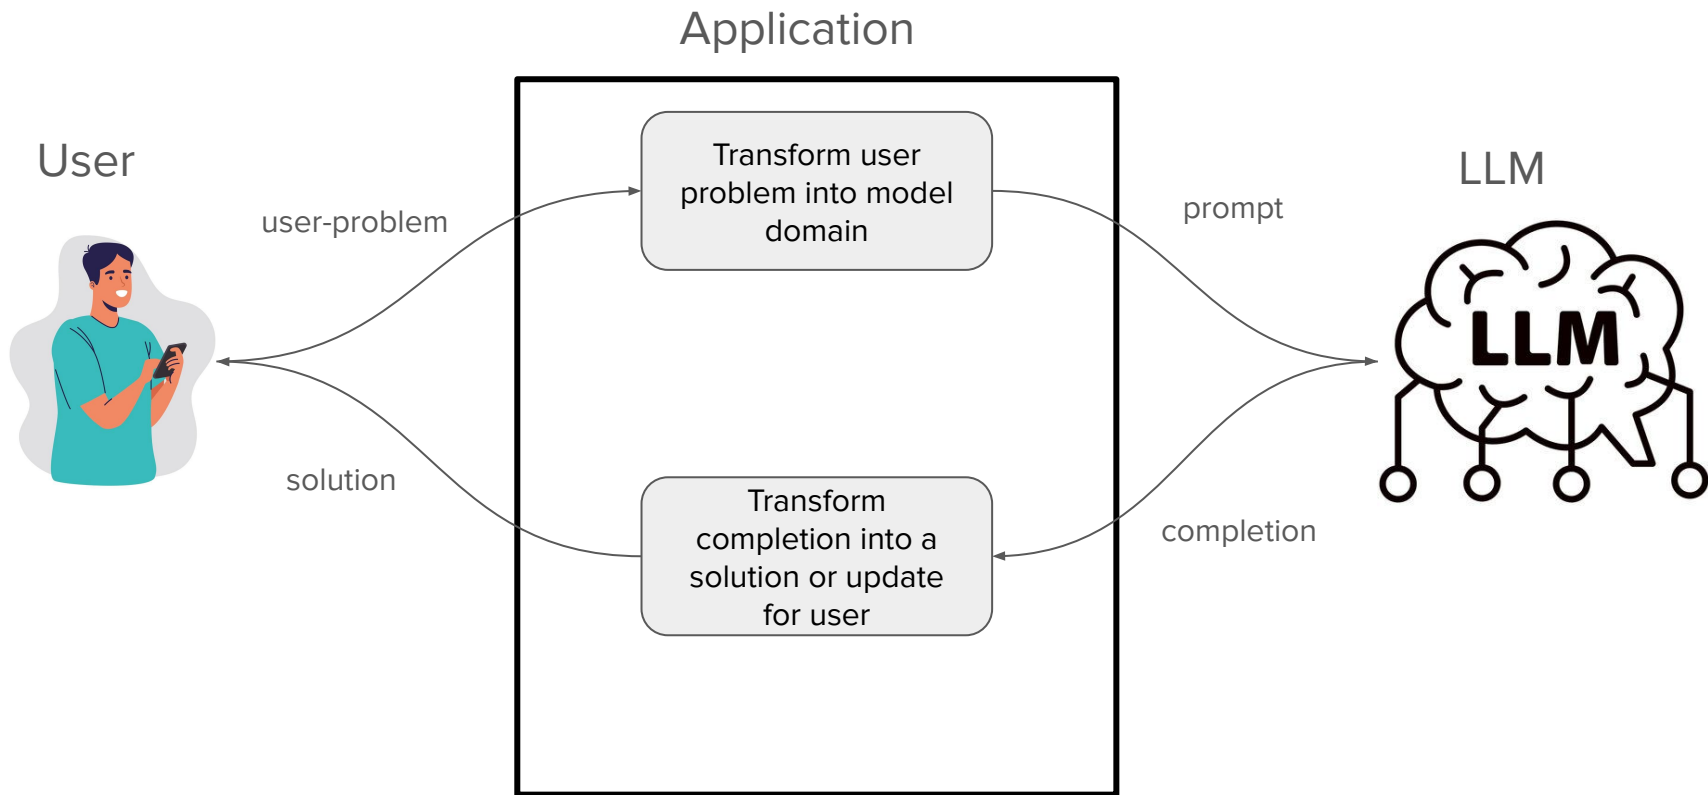 Application
User
LLM
user-problem
Transform user
problem into model
domain
prompt
LLM
solution
Transform
completion into a
solution or update
for user
completion